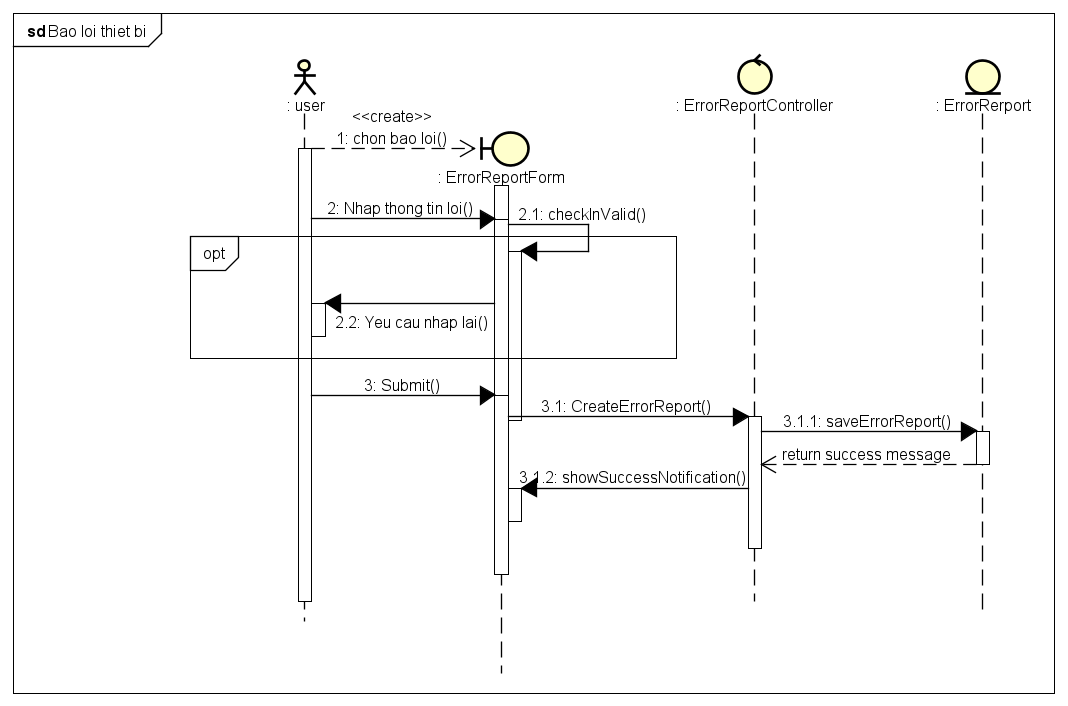 sd Bao loi thiet bi
: user
: ErrorReportController
: ErrorRerport
<<create>>
1: chon bao loi()
: ErrorReportForm
2: Nhap thong tin loi()
2.1: checkInValid()
opt
2.2: Yeu cau nhap lai()
3: Submit()
3.1: CreateErrorReport()
3.1.1: saveErrorReport()
return success message
3.1.2: showSuccessNotification()